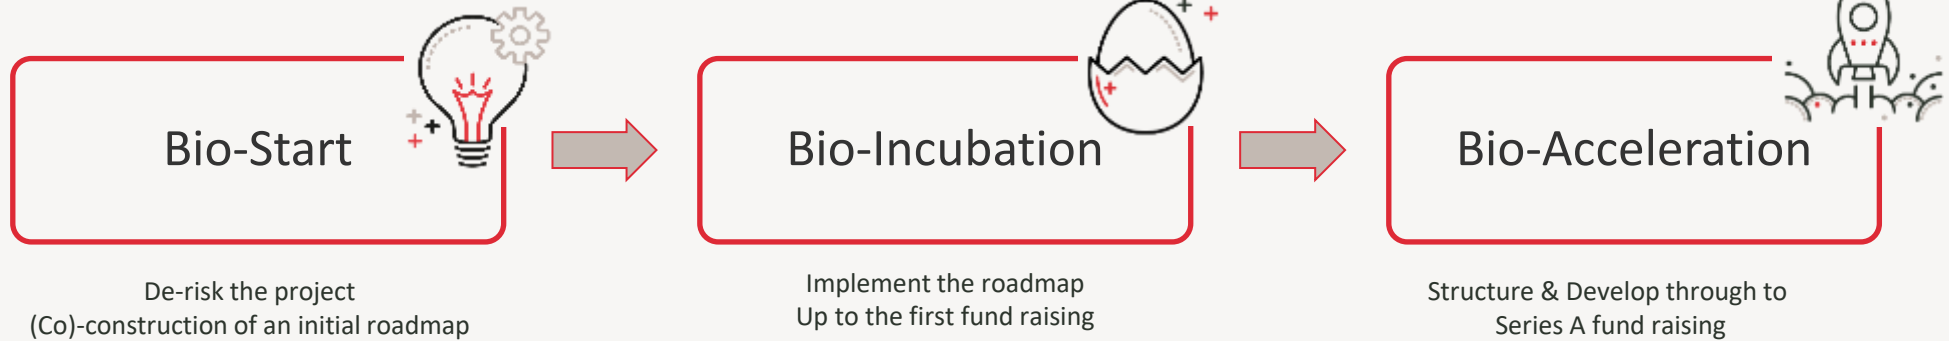 Bio-Start
Bio-Incubation
Bio-Acceleration
De-risk the project
(Co)-construction of an initial roadmap
Implement the roadmap
Up to the first fund raising
Structure & Develop through to
Series A fund raising